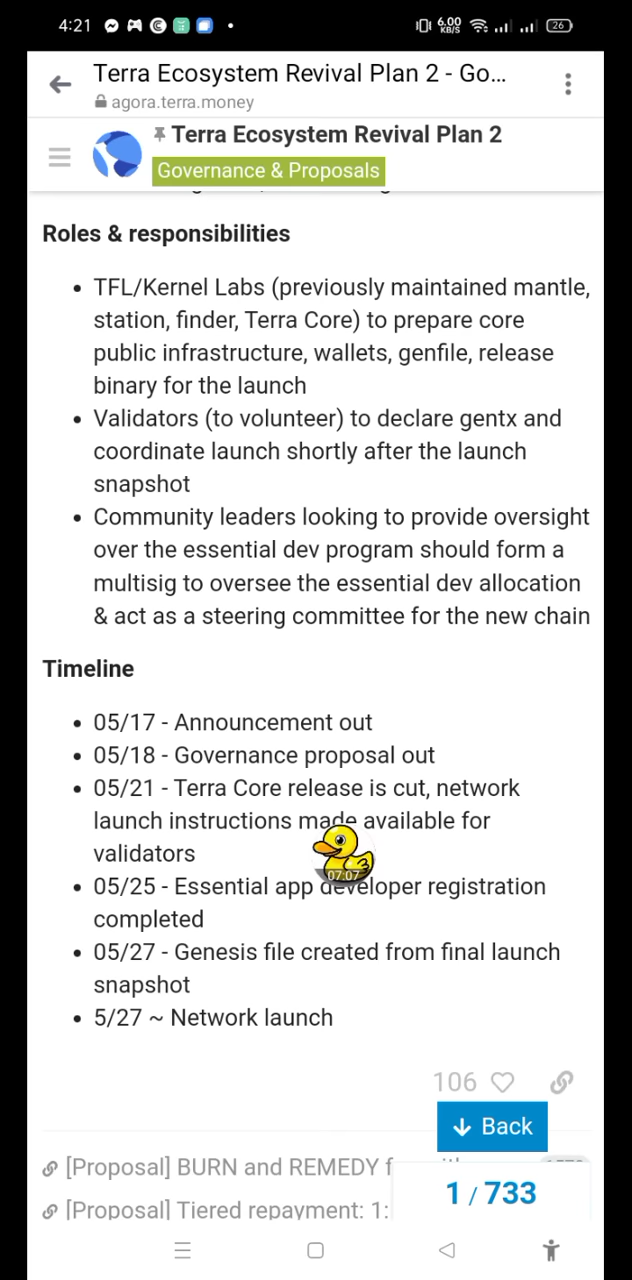 4:21
6.00 KB/S
26
Terra Ecosystem Revival Plan 2 - Go...
agora.terra.money
Terra Ecosystem Revival Plan 2
Governance & Proposals
Roles & responsibilities
• TFL/Kernel Labs (previously maintained mantle,
station, finder, Terra Core) to prepare core
public infrastructure, wallets, genfile, release
binary for the launch
• Validators (to volunteer) to declare gentx and
coordinate launch shortly after the launch
snapshot
• Community leaders looking to provide oversight
over the essential dev program should form a
multisig to oversee the essential dev allocation
& act as a steering committee for the new chain
Timeline
• 05/17 - Announcement out
• 05/18 - Governance proposal out
• 05/21 - Terra Core release is cut, network
launch instructions made available for
validators
07:07
• 05/25 - Essential app developer registration
completed
• 05/27 - Genesis file created from final launch
snapshot
• 5/27 ~ Network launch
106
Back
[Proposal] BURN and REMEDY
[Proposal] Tiered repayment: 1:
1 / 733